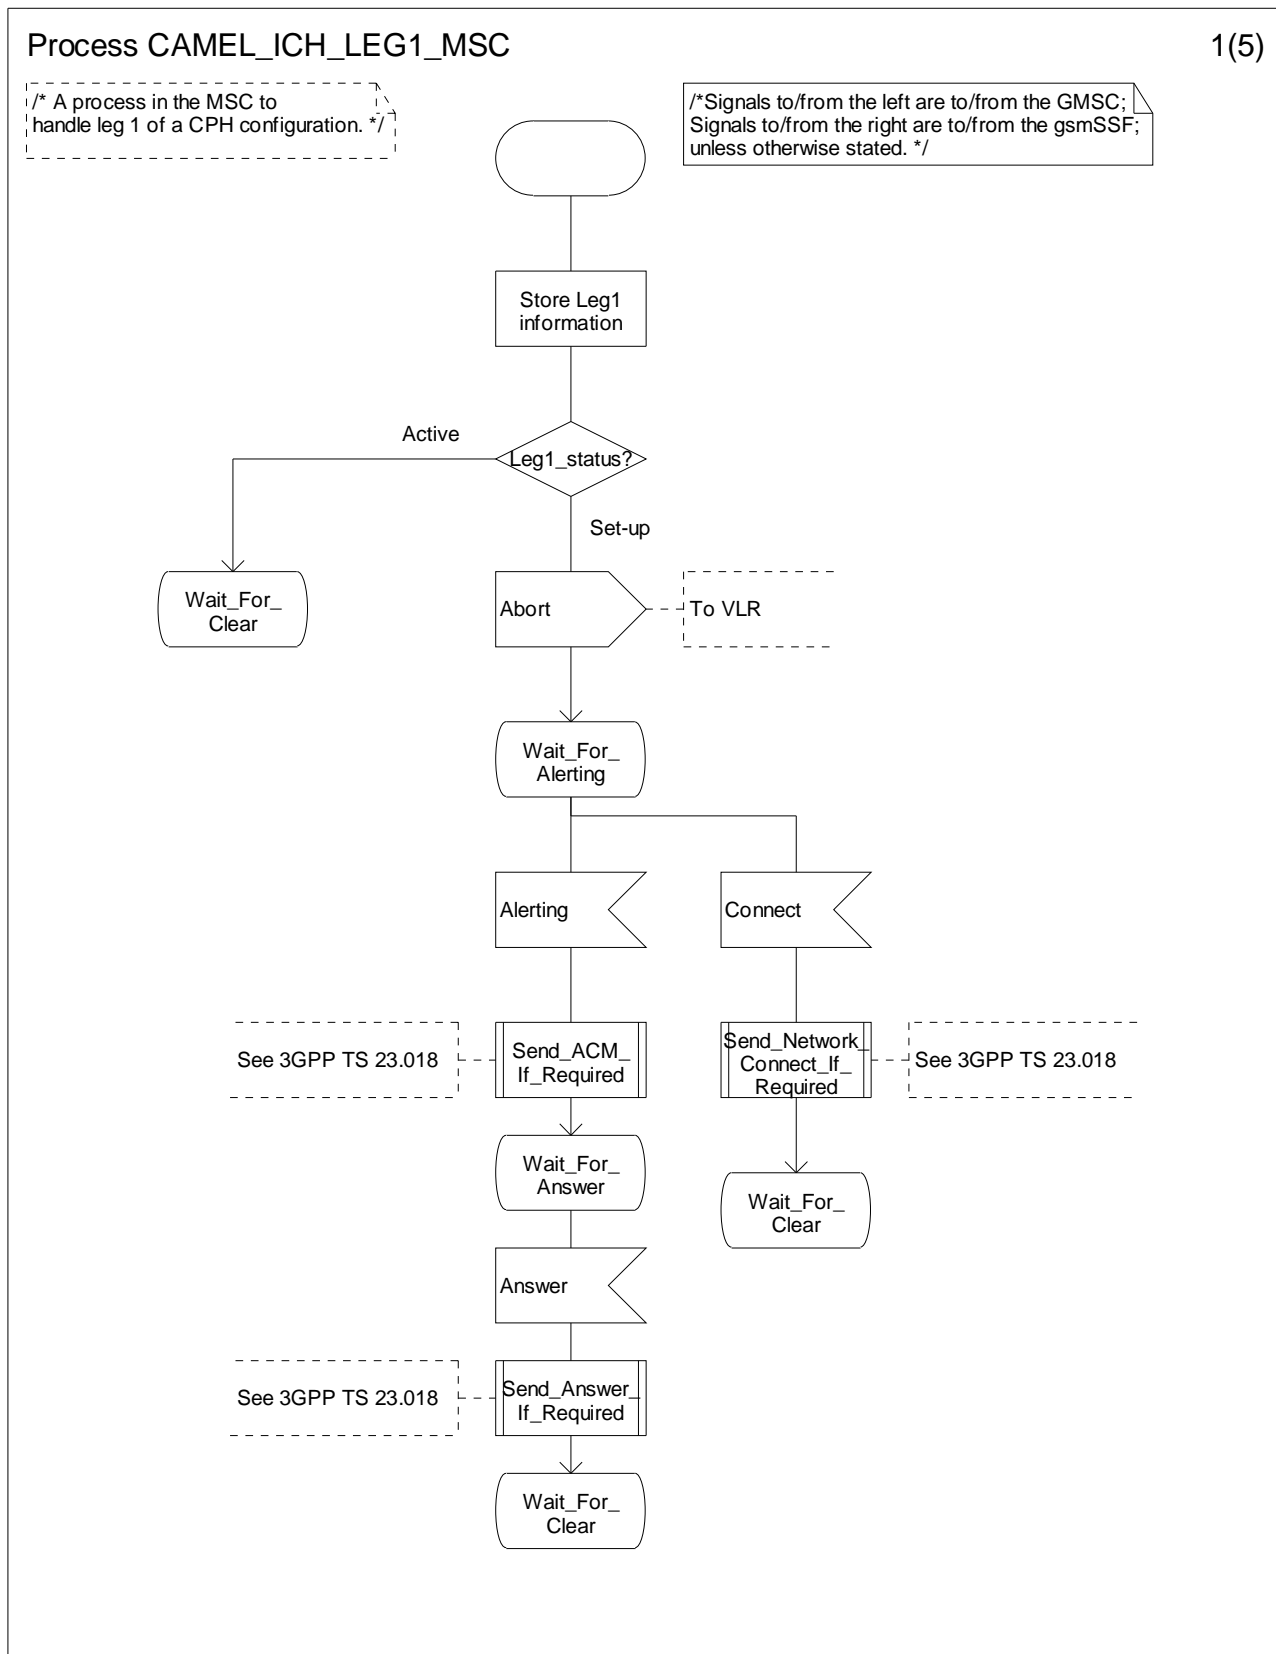 Process CAMEL_ICH_LEG1_MSC
1(5)
/* A process in the MSC to
handle leg 1 of a CPH configuration. */
/*Signals to/from the left are to/from the GMSC;
Signals to/from the right are to/from the gsmSSF;
unless otherwise stated. */
Store Leg1
information
Active
Leg1_status?
Set-up
Wait_For_
Clear
Abort
To VLR
Wait_For_
Alerting
Alerting
Connect
See 3GPP TS 23.018
Send_ACM_
If_Required
Send_Network_
Connect_If_
Required
See 3GPP TS 23.018
Wait_For_
Answer
Wait_For_
Clear
Answer
See 3GPP TS 23.018
Send_Answer_
If_Required
Wait_For_
Clear